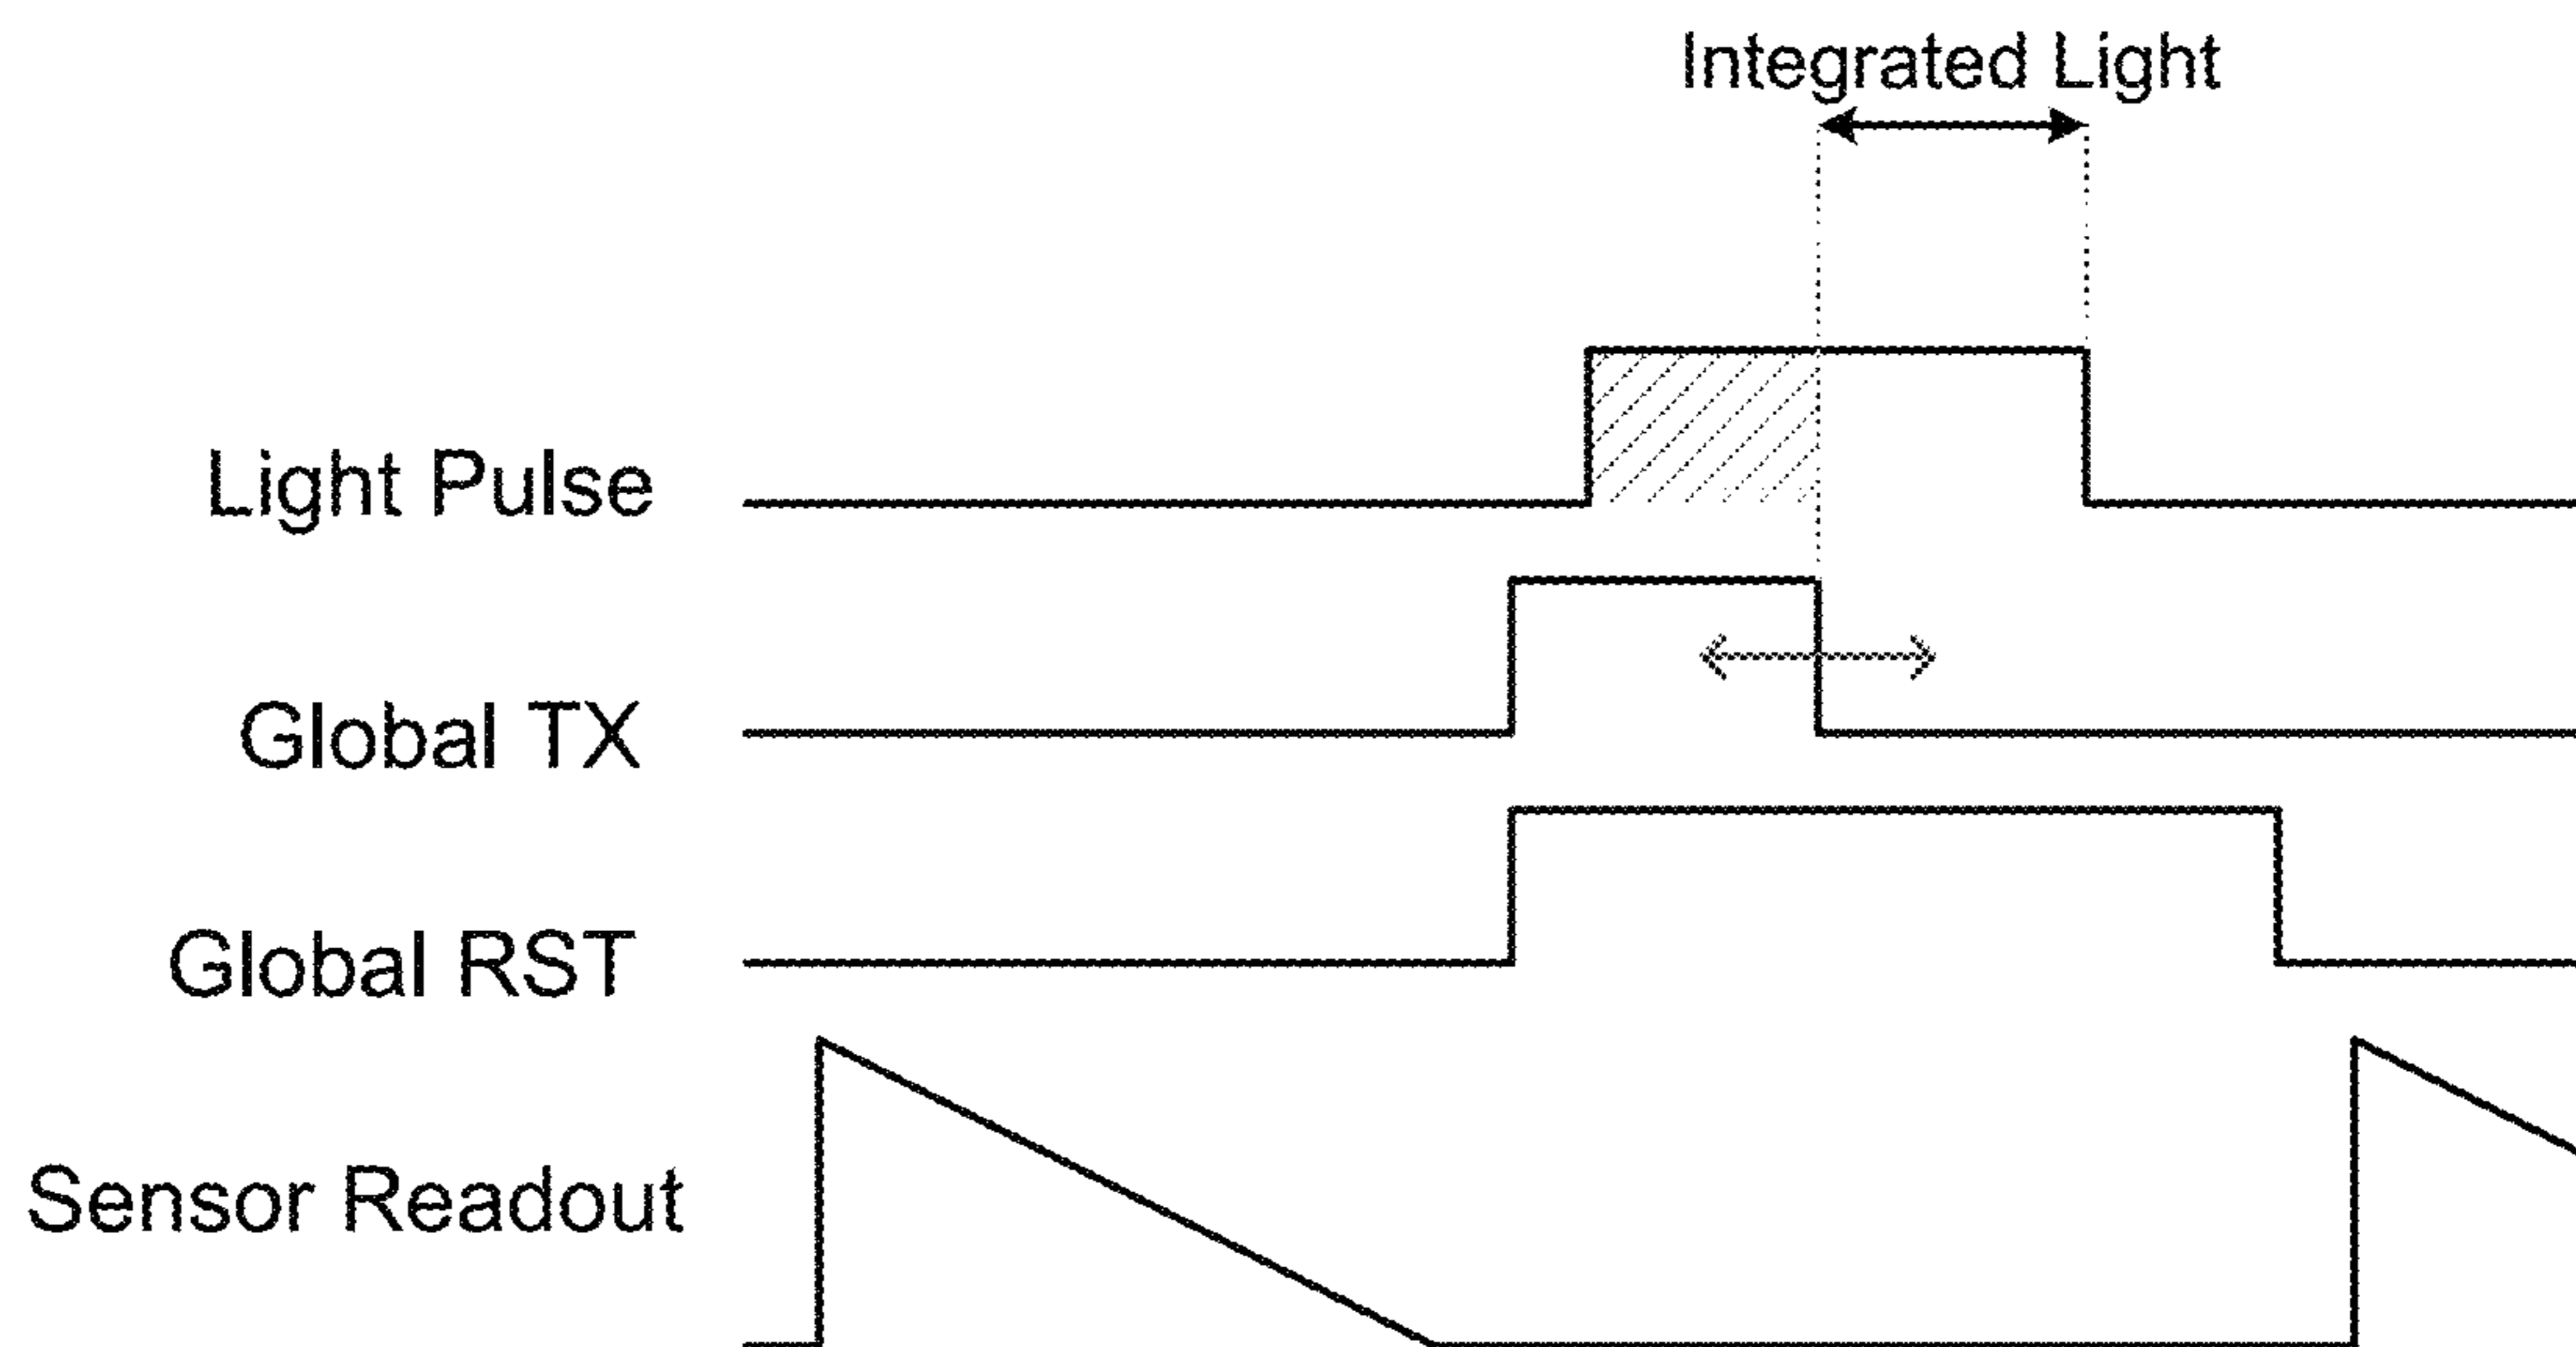 Integrated Light
Light Pulse
Global TX
Global RST
Sensor Readout